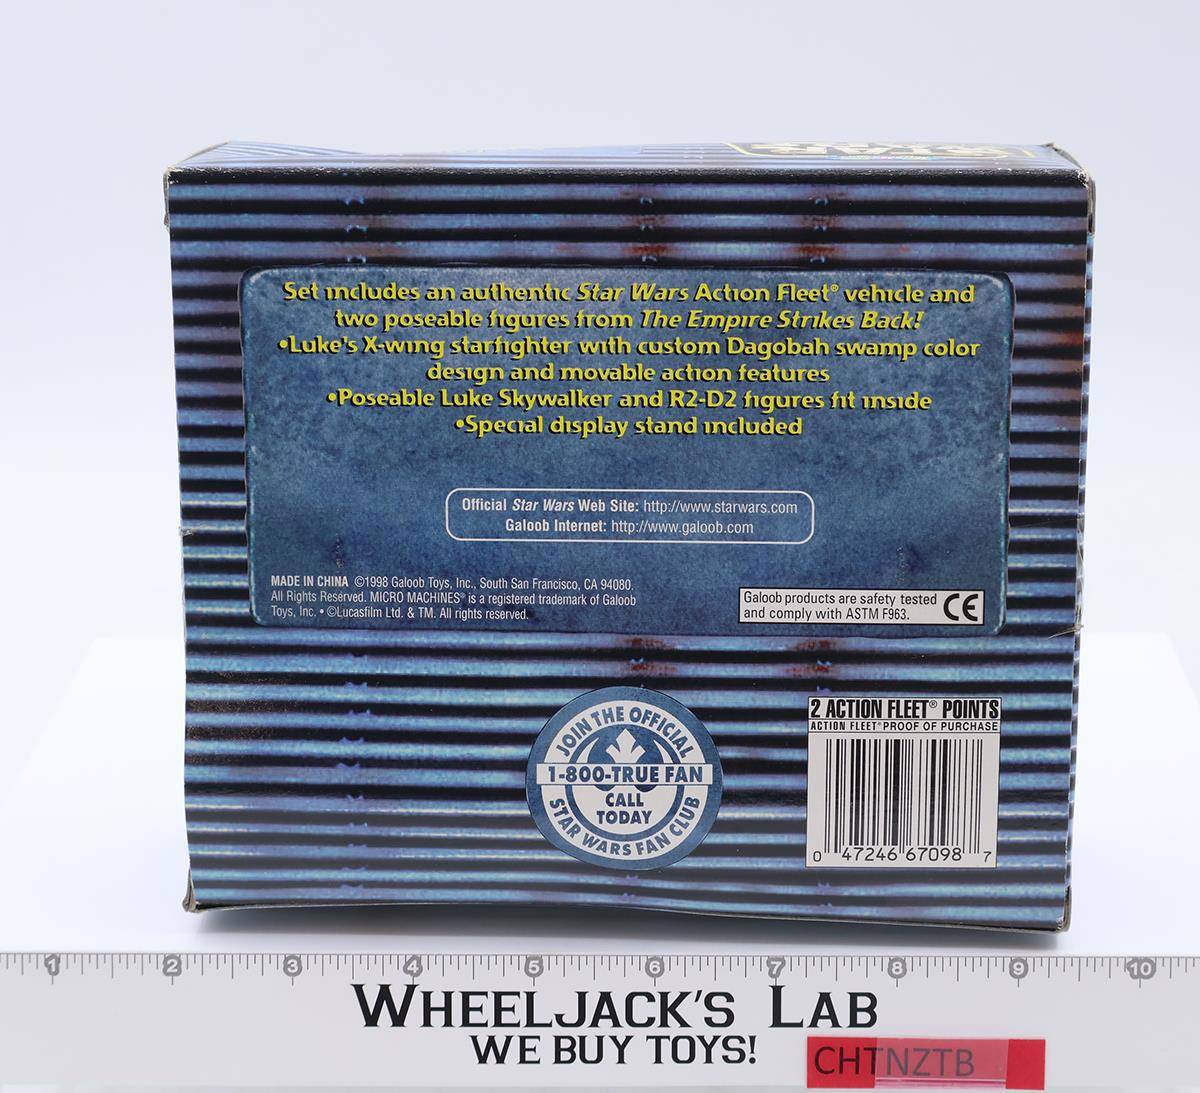 Set includes an authentic Star Wars Action Fleet® vehicle and
two poseable figures from The Empire Strikes Back!
•Luke's X-wing starfighter with custom Dagobah swamp color
design and movable action features
•Poseable Luke Skywalker and R2-D2 figures fit inside
•Special display stand included
Official Star Wars Web Site: http://www.starwars.com
Galoob Internet: http://www.galoob.com
MADE IN CHINA ©1998 Galoob Toys, Inc., South San Francisco, CA 94080.
All Rights Reserved. MICRO MACHINES® is a registered trademark of Galoob
Toys, Inc. • ©Lucasfilm Ltd. & TM. All rights reserved.
Galoob products are safety tested
and comply with ASTM F963.
CE
JOIN THE OFFICIAL
1-800-TRUE FAN
CALL
TODAY
STAR WARS FAN CLUB
2 ACTION FLEET® POINTS
ACTION FLEET® PROOF OF PURCHASE
0 47246 67098 7
1 2 3 4 5 6 7 8 9 10
WHEELJACK'S LAB
WE BUY TOYS!
CHTNZTB